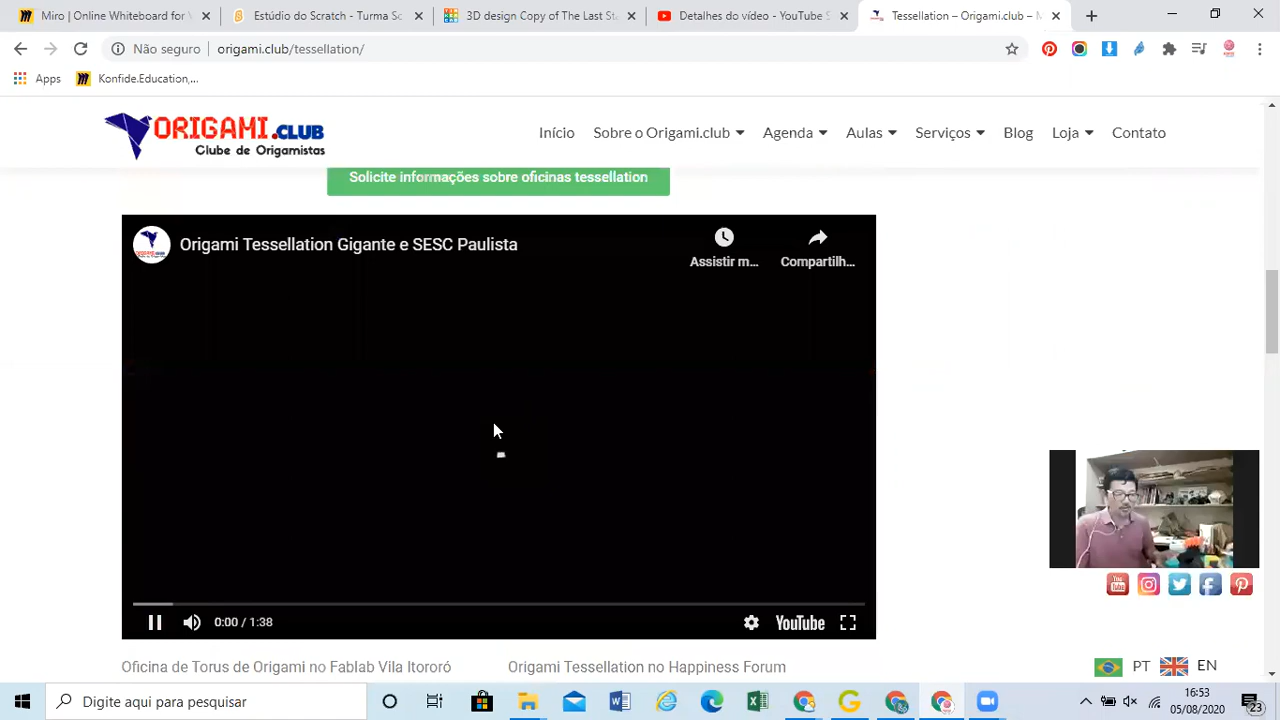 Miro | Online Whiteboard for
Estúdio do Scratch - Turma
3D design Copy of The Last Sta
Detalhes do vídeo - YouTube S
Tessellation – Origami.club – M
Não seguro
origami.club/tessellation/
Apps
Konfide.Education,...
ORIGAMI.CLUB
Clube de Origamistas
Início
Sobre o Origami.club
Agenda
Aulas
Serviços
Blog
Loja
Contato
Solicite informações sobre oficinas tessellation
Origami Tessellation Gigante e SESC Paulista
Assistir m...
Compartilh...
0:00 / 1:38
YouTube
Oficina de Torus de Origami no Fablab Vila Itororó
Origami Tessellation no Happiness Forum
PT
EN
Digite aqui para pesquisar
16:53
05/08/2020
23